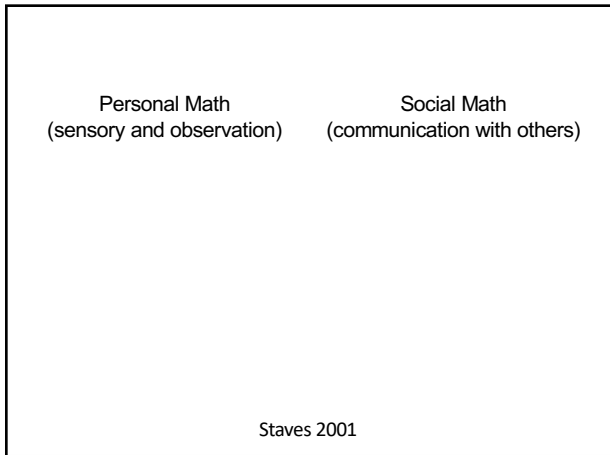 Personal Math
(sensory and observation)
Social Math
(communication with others)
Staves 2001